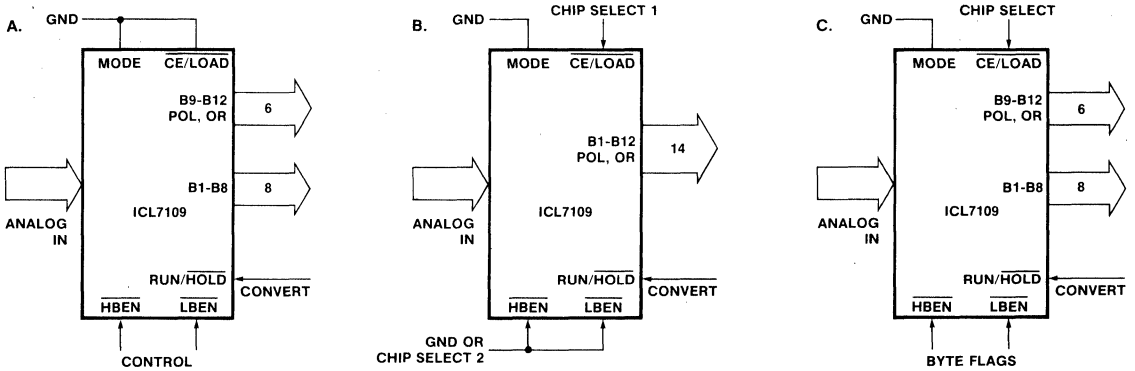 A.
GND
MODE
CE/LOAD
B9-B12
POL, OR
6
B1-B8
8
ICL7109
ANALOG
IN
RUN/HOLD
CONVERT
HBEN
LBEN
CONTROL
B.
GND
CHIP SELECT 1
MODE
CE/LOAD
B1-B12
POL, OR
14
ICL7109
ANALOG
IN
RUN/HOLD
CONVERT
HBEN
LBEN
GND OR
CHIP SELECT 2
C.
GND
CHIP SELECT
MODE
CE/LOAD
B9-B12
POL, OR
6
B1-B8
8
ICL7109
ANALOG
IN
RUN/HOLD
CONVERT
HBEN
LBEN
BYTE FLAGS